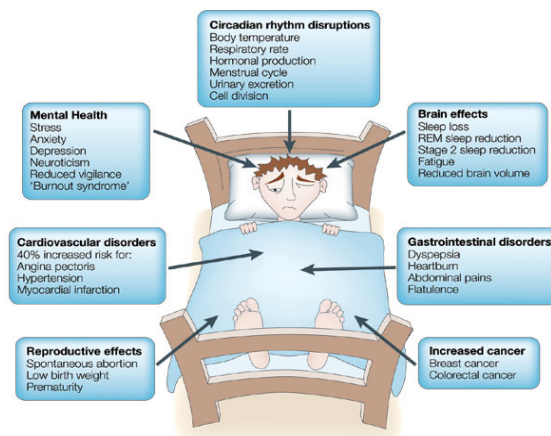 Circadian rhythm disruptions
Body temperature
Respiratory rate
Hormonal production
Menstrual cycle
Urinary excretion
Cell division
Mental Health
Stress
Anxiety
Depression
Neuroticism
Reduced vigilance
'Burnout syndrome'
Brain effects
Sleep loss
REM sleep reduction
Stage 2 sleep reduction
Fatigue
Reduced brain volume
Cardiovascular disorders
40% increased risk for:
Angina pectoris
Hypertension
Myocardial infarction
Gastrointestinal disorders
Dyspepsia
Heartburn
Abdominal pains
Flatulence
Reproductive effects
Spontaneous abortion
Low birth weight
Prematurity
Increased cancer
Breast cancer
Colorectal cancer